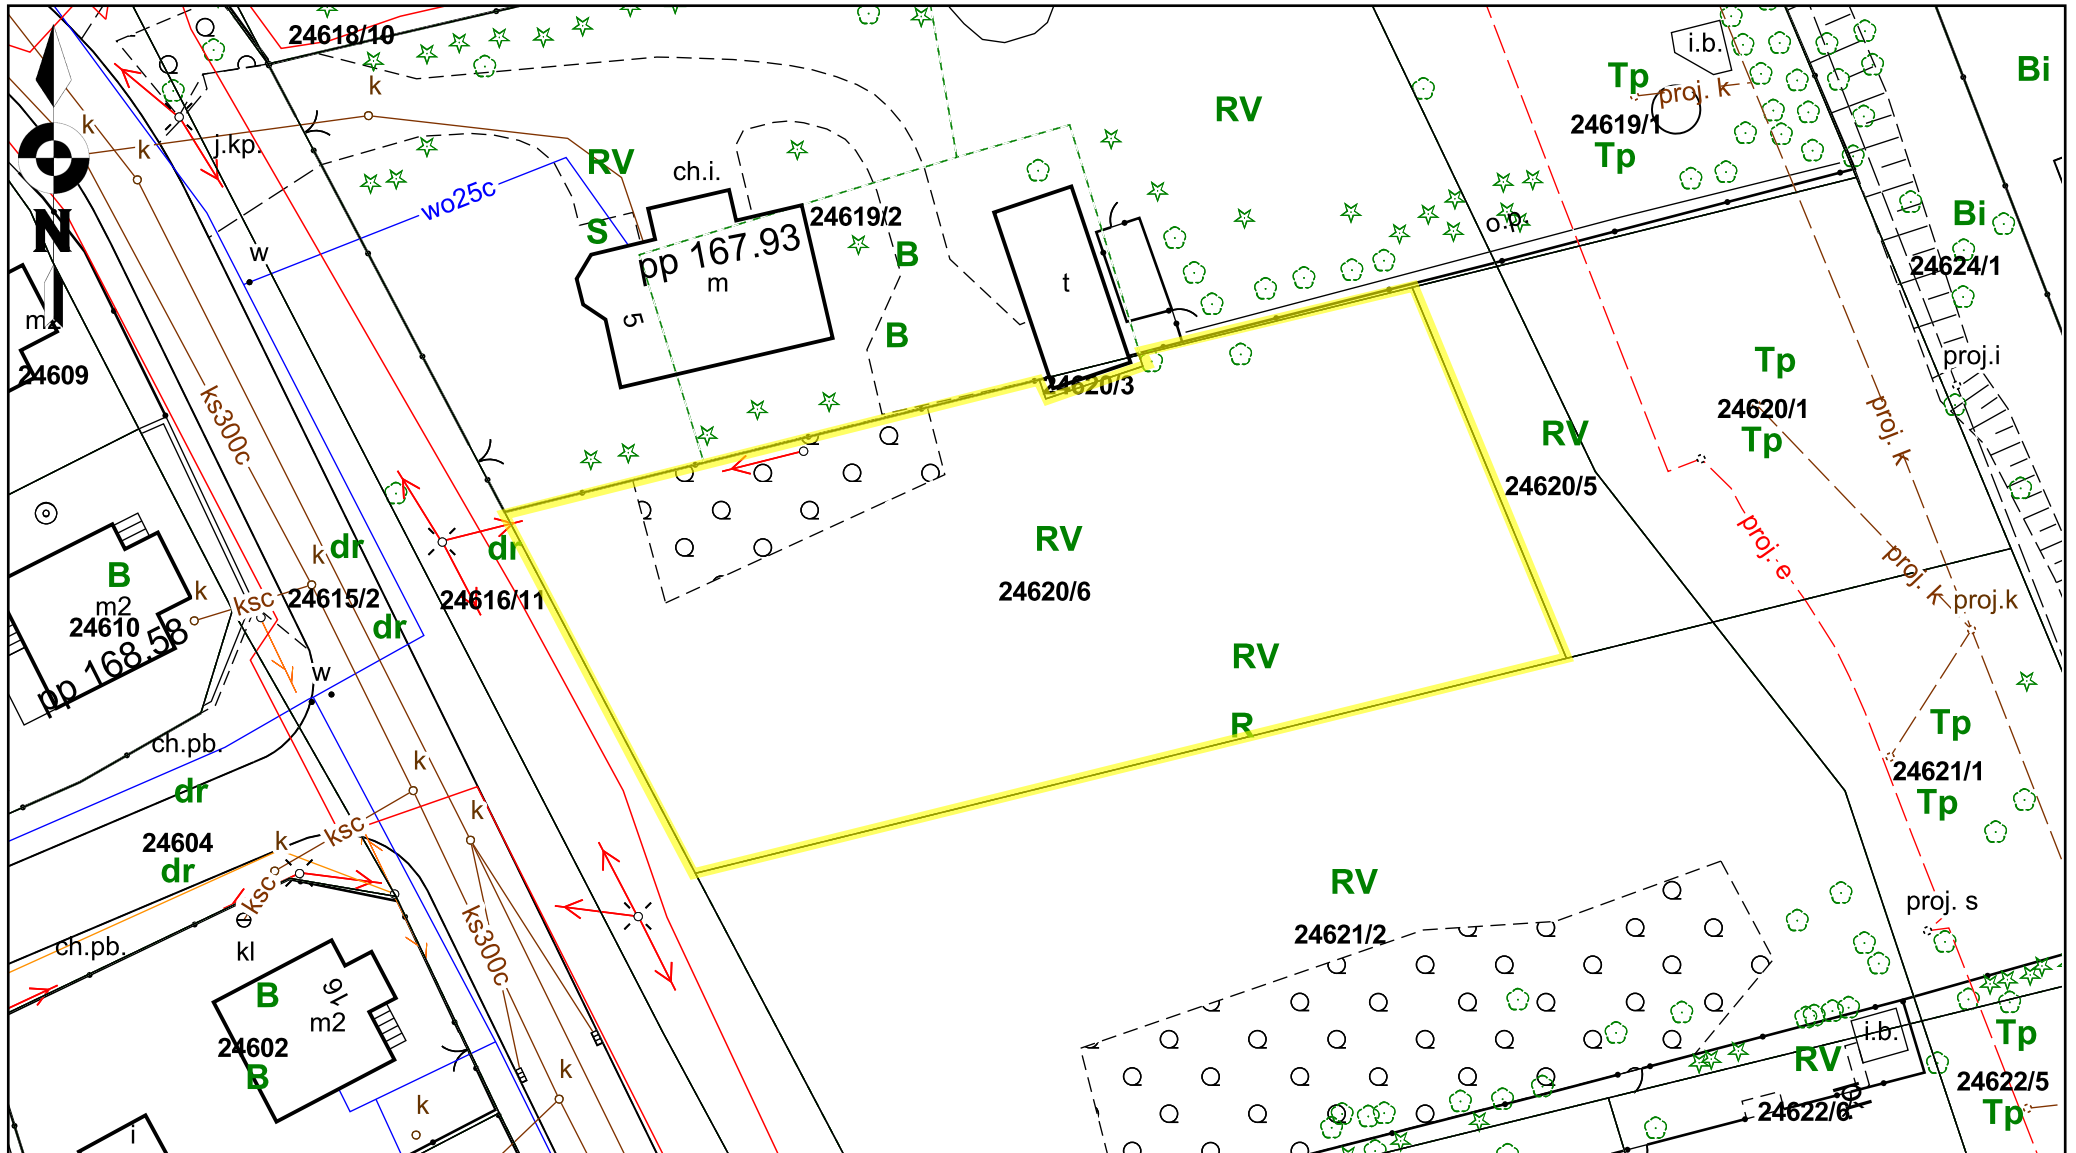 24618/10
i.b.
Tp
Bi
k
proj. k
RV
24619/1
k
k
j.kp.
RV
ch.i.
Tp
wo25c
24619/2
Bi
S
o.p.
N
w
pp 167.93
B
24624/1
m
t
5
m2
B
proj.i
24609
Tp
24620/3
24620/1
ks300c
RV
proj. k
Tp
24620/5
dr
dr
RV
proj. e
k
B
k
proj. k
24620/6
ksc
24615/2
24616/11
proj.k
m2
24610
dr
pp 168.58
RV
w
R
Tp
ch.pb.
k
24621/1
dr
Tp
k
ksc
24604
k
dr
RV
ksc
proj. s
24621/2
ch.pb.
kl
ks300c
B
16
m2
i.b.
Tp
24602
RV
k
B
24622/5
k
24622/6
Tp
i